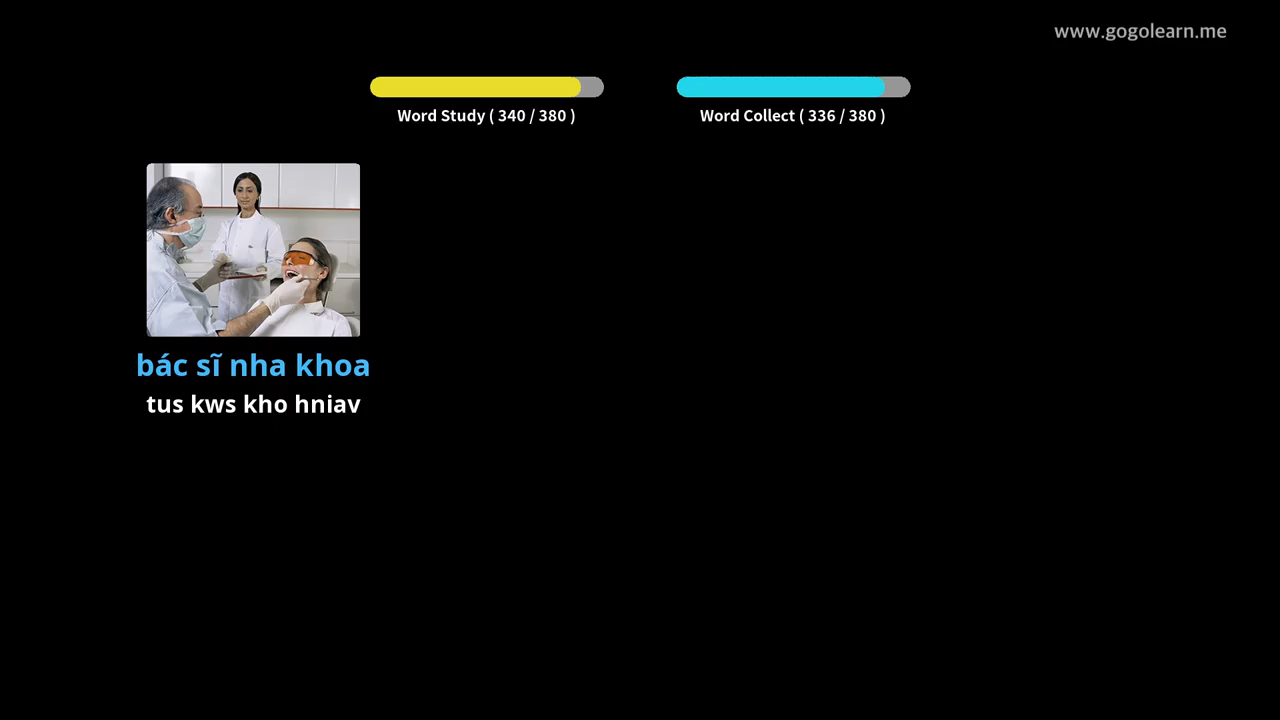 www.gogolearn.me
Word Study ( 340 / 380 )
Word Collect ( 336 / 380 )
bác sĩ nha khoa
tus kws kho hniav